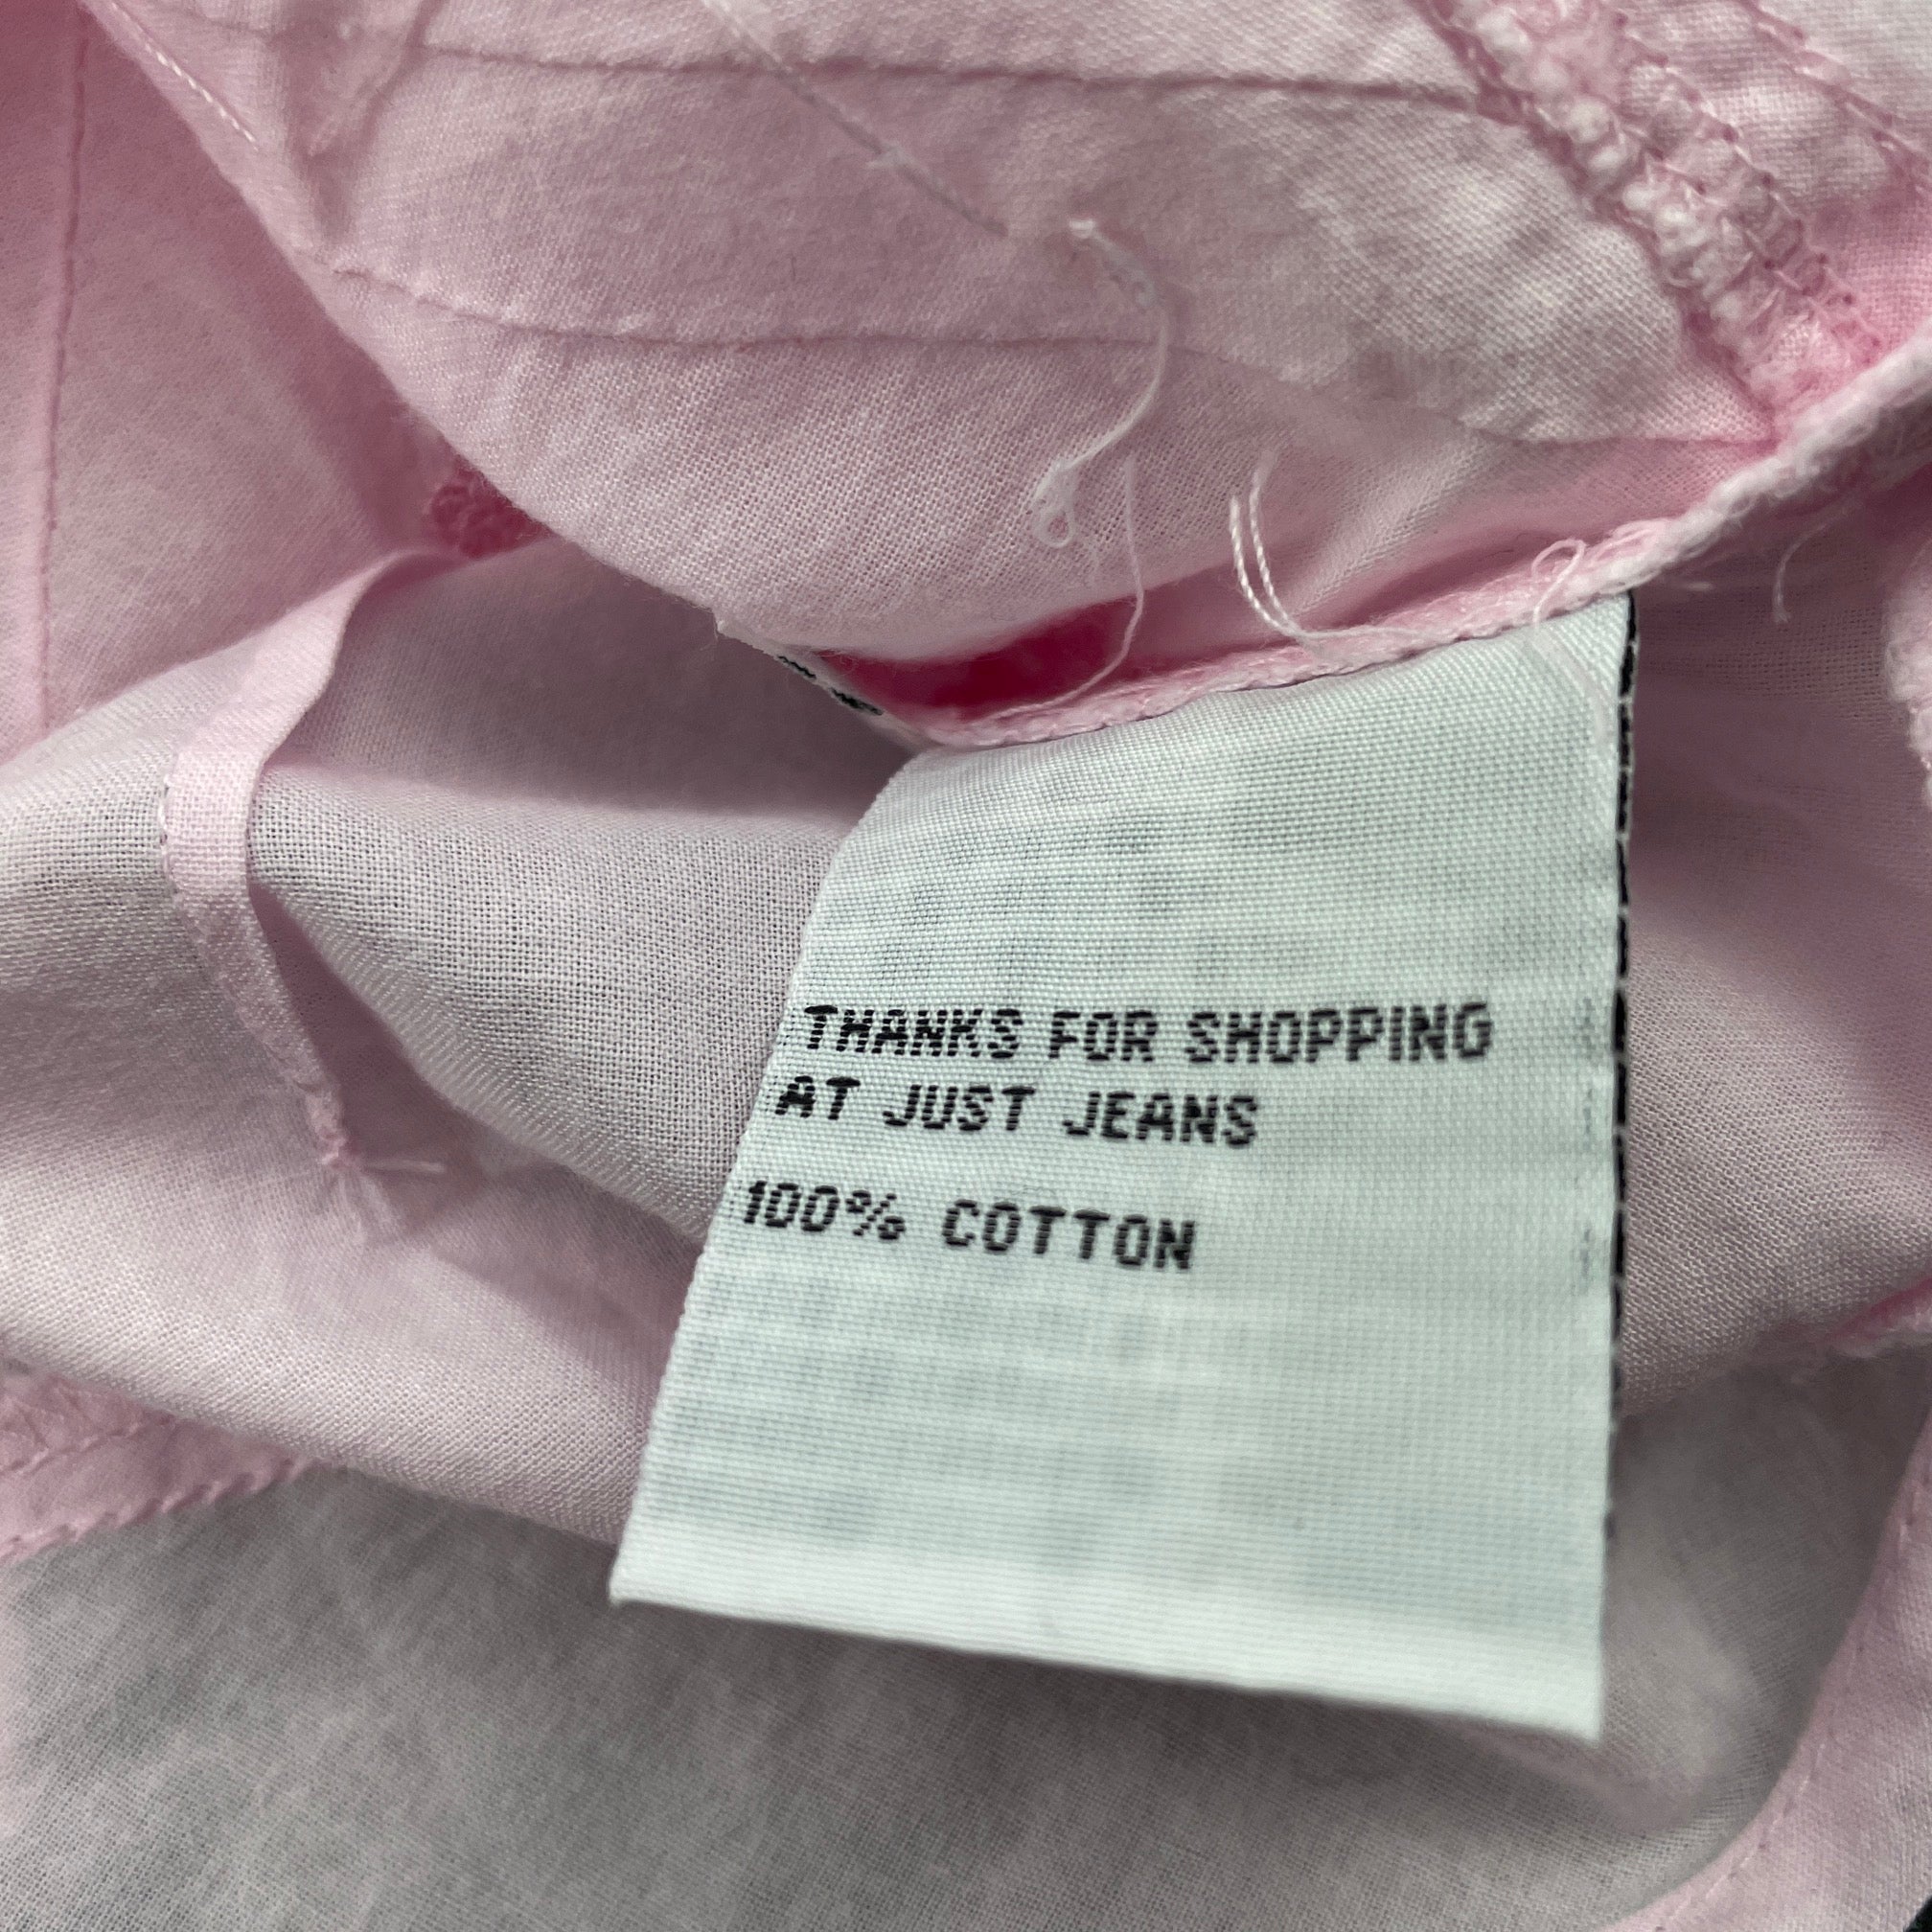 THANKS FOR SHOPPING
AT JUST JEANS
100% COTTON